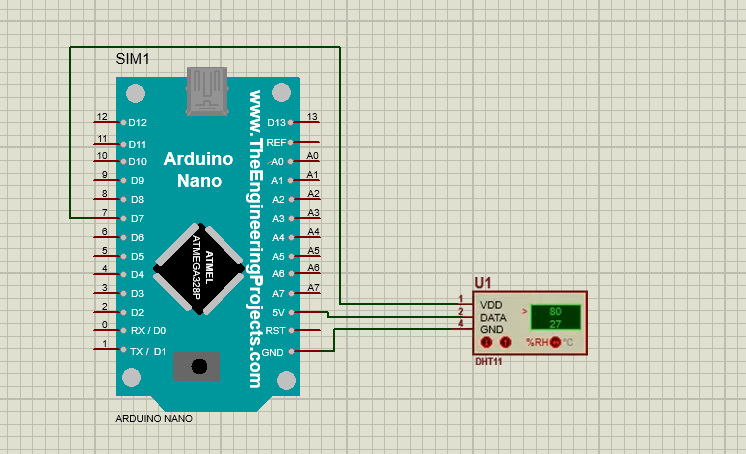 SIM1
12 D12
11 D11
10 D10
9 D9
8 D8
7 D7
6 D6
5 D5
4 D4
3 D3
2 D2
0 RX / D0
1 TX / D1
Arduino
Nano
ATMEL
ATMEGA328P
www.TheEngineeringProjects.com
D13 13
REF
A0 A0
A1 A1
A2 A2
A3 A3
A4 A4
A5 A5
A6 A6
A7 A7
5V
RST
GND
ARDUINO NANO
U1
1 VDD
2 DATA
4 GND
> 80
27
%RH °C
DHT11